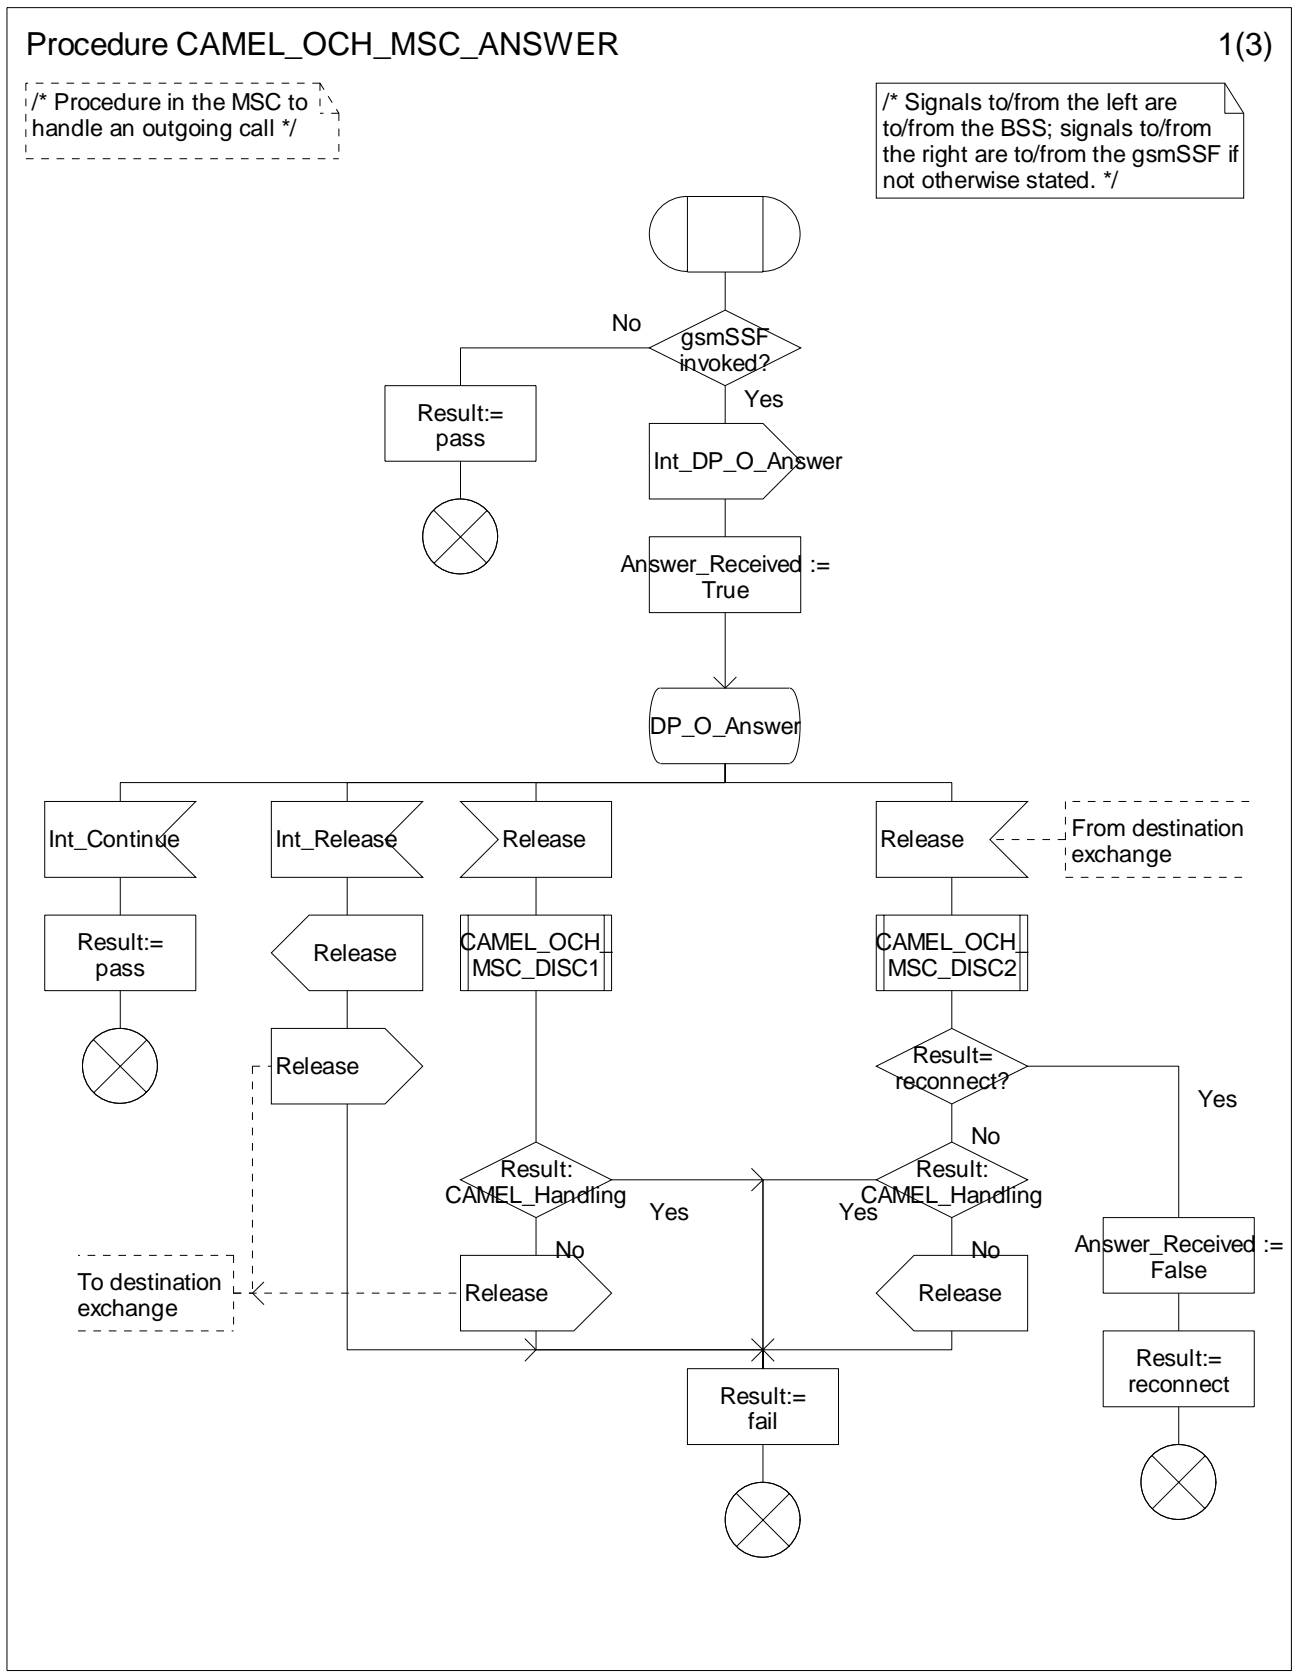 Procedure CAMEL_OCH_MSC_ANSWER
1(3)
/* Procedure in the MSC to
handle an outgoing call */
/* Signals to/from the left are
to/from the BSS; signals to/from
the right are to/from the gsmSSF if
not otherwise stated. */
No
gsmSSF
invoked?
Yes
Result:=
pass
Int_DP_O_Answer
Answer_Received :=
True
DP_O_Answer
Int_Continue
Int_Release
Release
Release
From destination
exchange
Result:=
pass
Release
CAMEL_OCH_
MSC_DISC1
CAMEL_OCH_
MSC_DISC2
Release
Result=
reconnect?
Yes
No
Result:
CAMEL_Handling
Yes
Result:
CAMEL_Handling
Yes
No
No
To destination
exchange
Release
Release
Answer_Received :=
False
Result:=
fail
Result:=
reconnect